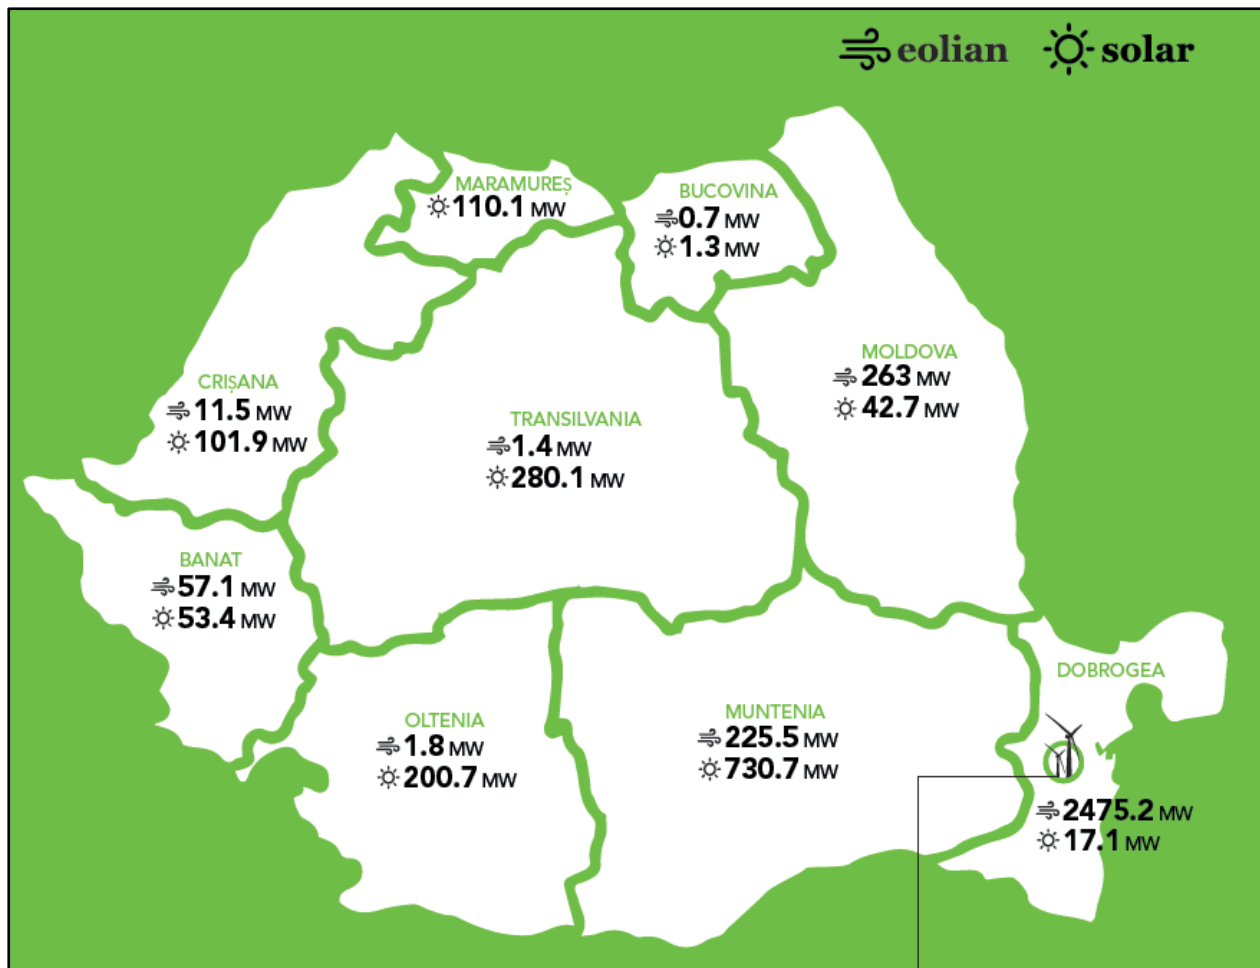 eolian solar
MARAMUREȘ
110.1 MW
BUCOVINA
0.7 MW
1.3 MW
MOLDOVA
263 MW
42.7 MW
CRIȘANA
11.5 MW
101.9 MW
TRANSILVANIA
1.4 MW
280.1 MW
BANAT
57.1 MW
53.4 MW
OLTENIA
1.8 MW
200.7 MW
MUNTENIA
225.5 MW
730.7 MW
DOBROGEA
2475.2 MW
17.1 MW